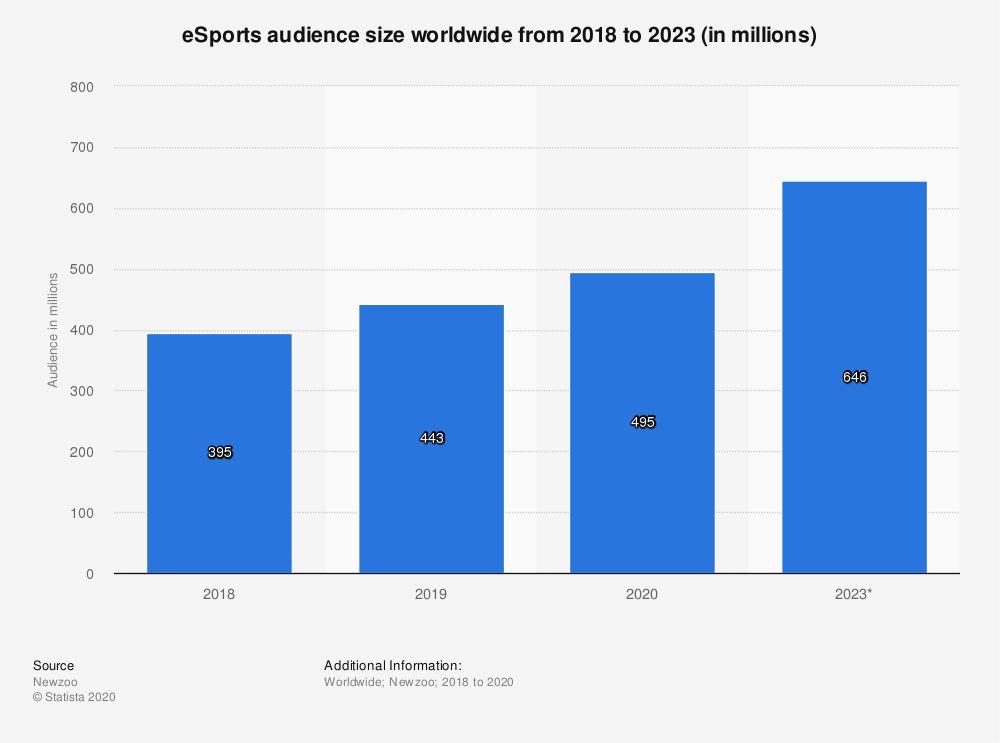 eSports audience size worldwide from 2018 to 2023 (in millions)
800
700
600
500
400
300
200
100
0
Audience in millions
395
443
495
646
2018
2019
2020
2023*
Source
Newzoo
© Statista 2020
Additional Information:
Worldwide; Newzoo; 2018 to 2020